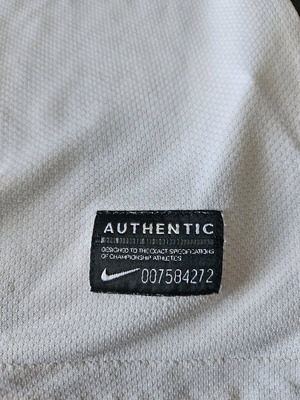 AUTHENTIC
DESIGNED TO THE EXACT SPECIFICATIONS
OF CHAMPIONSHIP ATHLETES
007584272